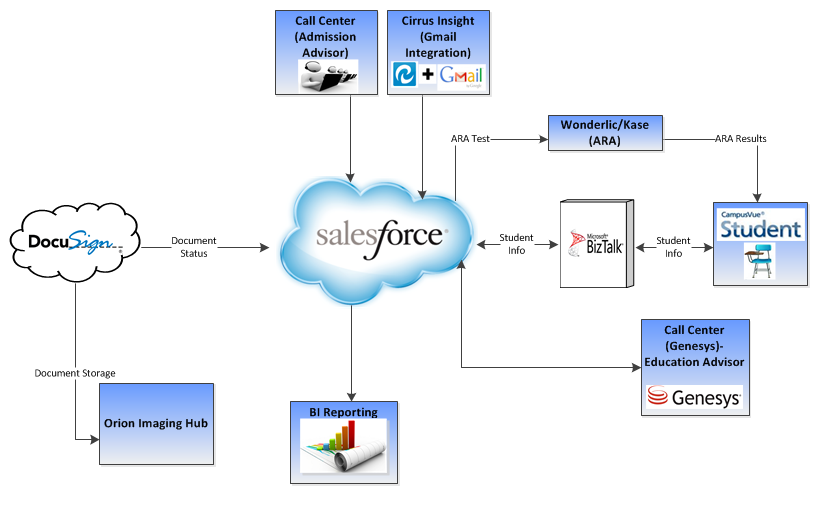 Call Center
(Admission
Advisor)
Cirrus Insight
(Gmail
Integration)
+
Gmail
ARA Test
Wonderlic/Kase
(ARA)
ARA Results
DocuSign
Document
Status
salesforce®
Student
Info
Microsoft
BizTalk
Student
Info
CampusVue®
Student
Call Center
(Genesys)-
Education Advisor
Genesys
Document Storage
Orion Imaging Hub
BI Reporting